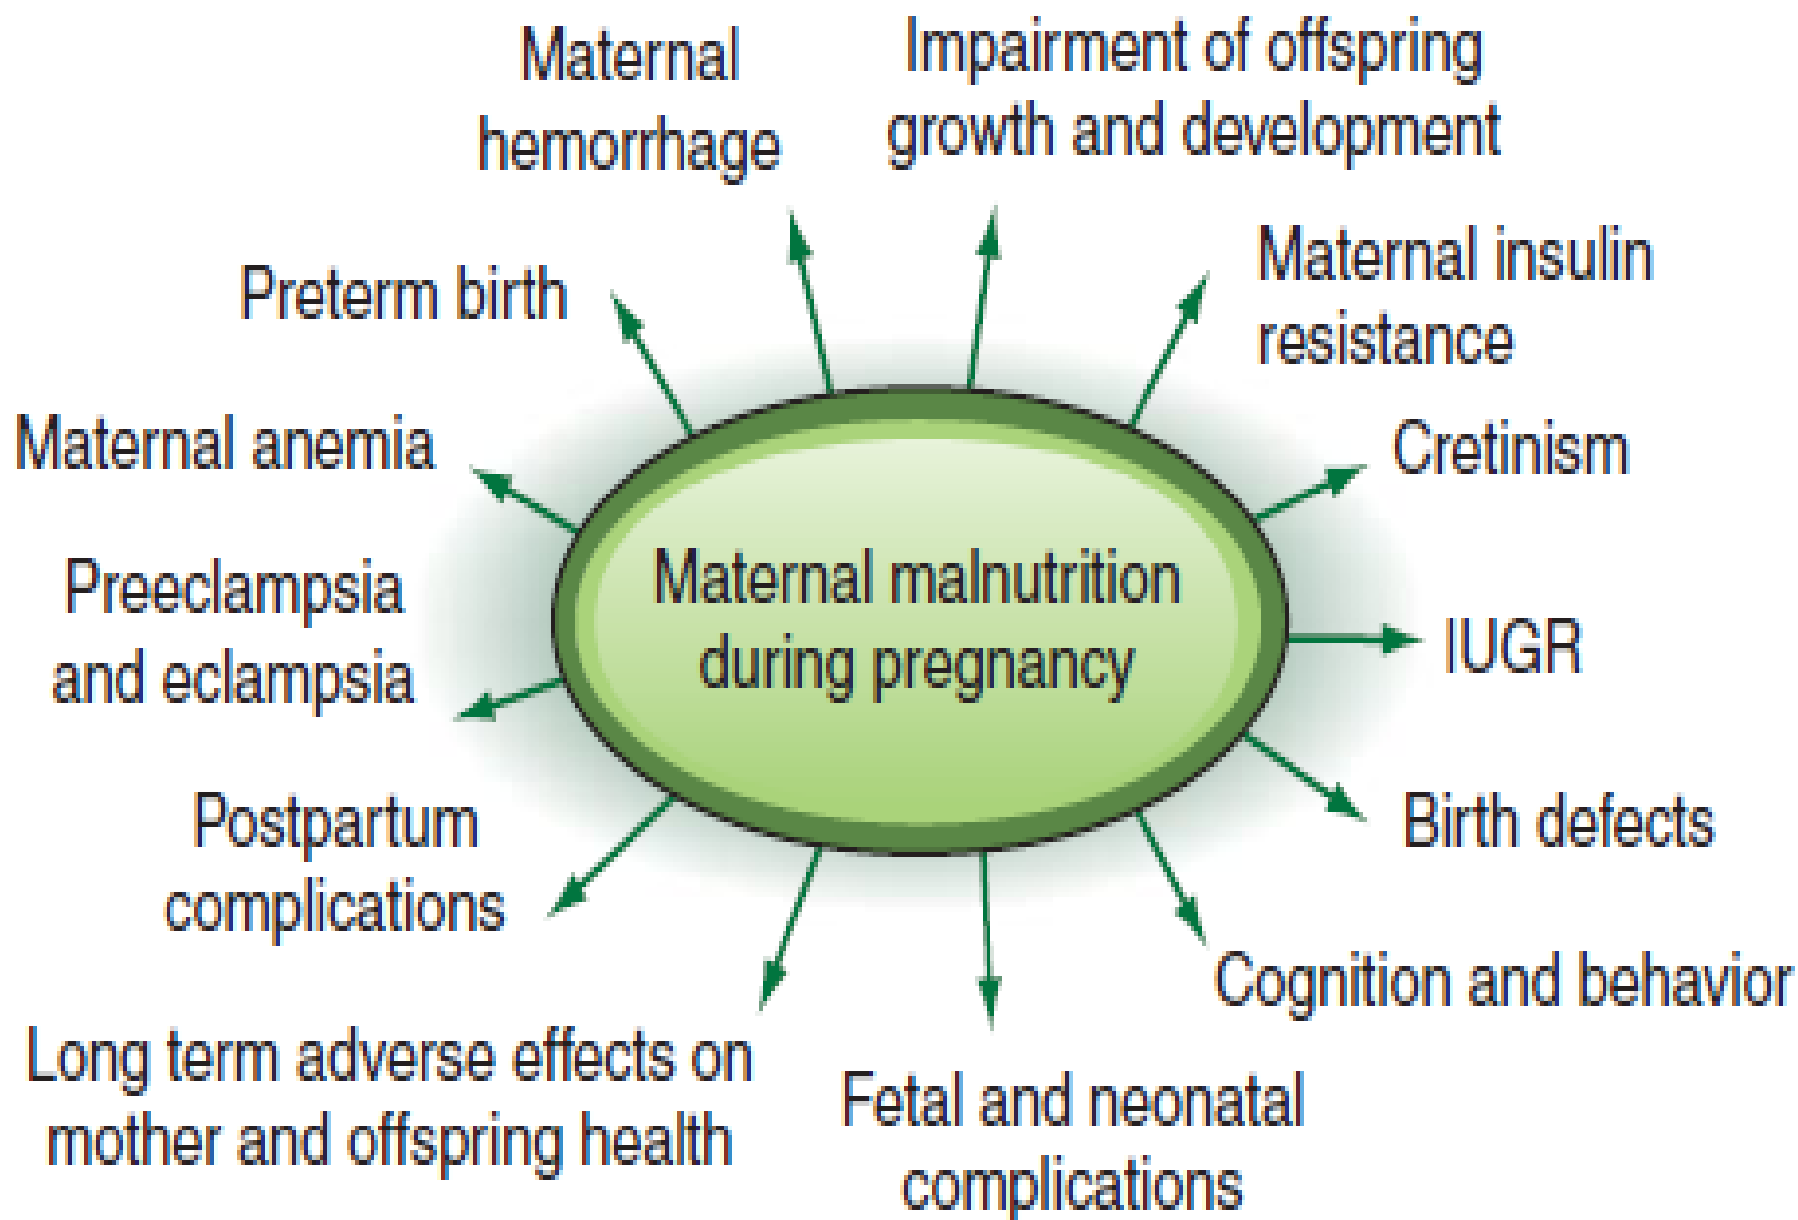 Maternal
hemorrhage
Impairment of offspring
growth and development
Preterm birth
Maternal insulin
resistance
Maternal anemia
Cretinism
Preeclampsia
and eclampsia
Maternal malnutrition
during pregnancy
IUGR
Postpartum
complications
Birth defects
Cognition and behavior
Long term adverse effects on
mother and offspring health
Fetal and neonatal
complications